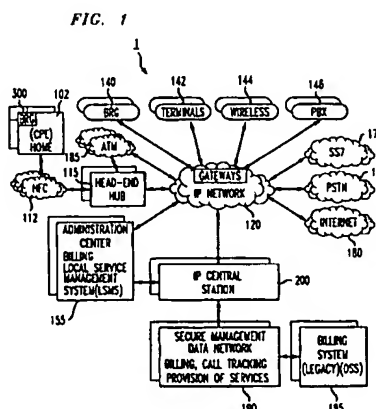 FIG. 1
1
140
142
144
146
BRG
TERMINALS
WIRELESS
PBX
300
102
BRG
(CPE)
HOME
ATM
185
115
HEAD-END
HUB
HFC
112
GATEWAYS
IP NETWORK
120
SS7
PSTN
INTERNET
180
ADMINISTRATION
CENTER
BILLING
LOCAL SERVICE
MANAGEMENT
SYSTEM(LSMS)
155
IP CENTRAL
STATION
200
SECURE MANAGEMENT
DATA NETWORK
BILLING, CALL TRACKING
PROVISION OF SERVICES
190
BILLING SYSTEM
(LEGACY)(OSS)
195